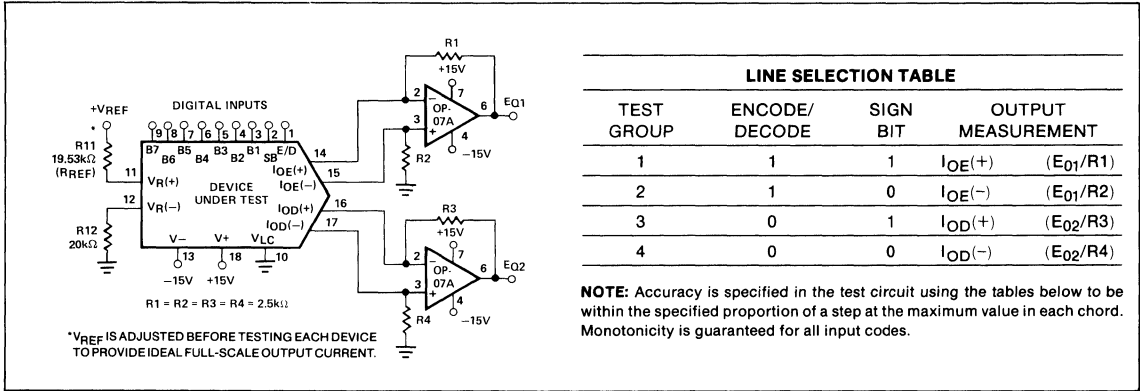 +VREF
*
R11
19.53kΩ
(RREF)
DIGITAL INPUTS
9 8 7 6 5 4 3 2 1
B7 B6 B5 B4 B3 B2 B1 SB E/D
11
VR(+)
12
VR(−)
R12
20kΩ
DEVICE
UNDER TEST
IOE(+)
14
IOE(−)
15
IOD(+)
16
IOD(−)
17
V− V+ VLC
13 18 10
−15V +15V
R1
+15V
2
−
7
OP-
07A
6
EO1
3
+
4
−15V
R2
R3
+15V
2
−
7
OP-
07A
6
EO2
3
+
4
−15V
R4
R1 = R2 = R3 = R4 = 2.5kΩ
*VREF IS ADJUSTED BEFORE TESTING EACH DEVICE
TO PROVIDE IDEAL FULL-SCALE OUTPUT CURRENT.
LINE SELECTION TABLE
TEST ENCODE/ SIGN OUTPUT
GROUP DECODE BIT MEASUREMENT
1 1 1 IOE(+) (E01/R1)
2 1 0 IOE(−) (E01/R2)
3 0 1 IOD(+) (E02/R3)
4 0 0 IOD(−) (E02/R4)
NOTE: Accuracy is specified in the test circuit using the tables below to be
within the specified proportion of a step at the maximum value in each chord.
Monotonicity is guaranteed for all input codes.